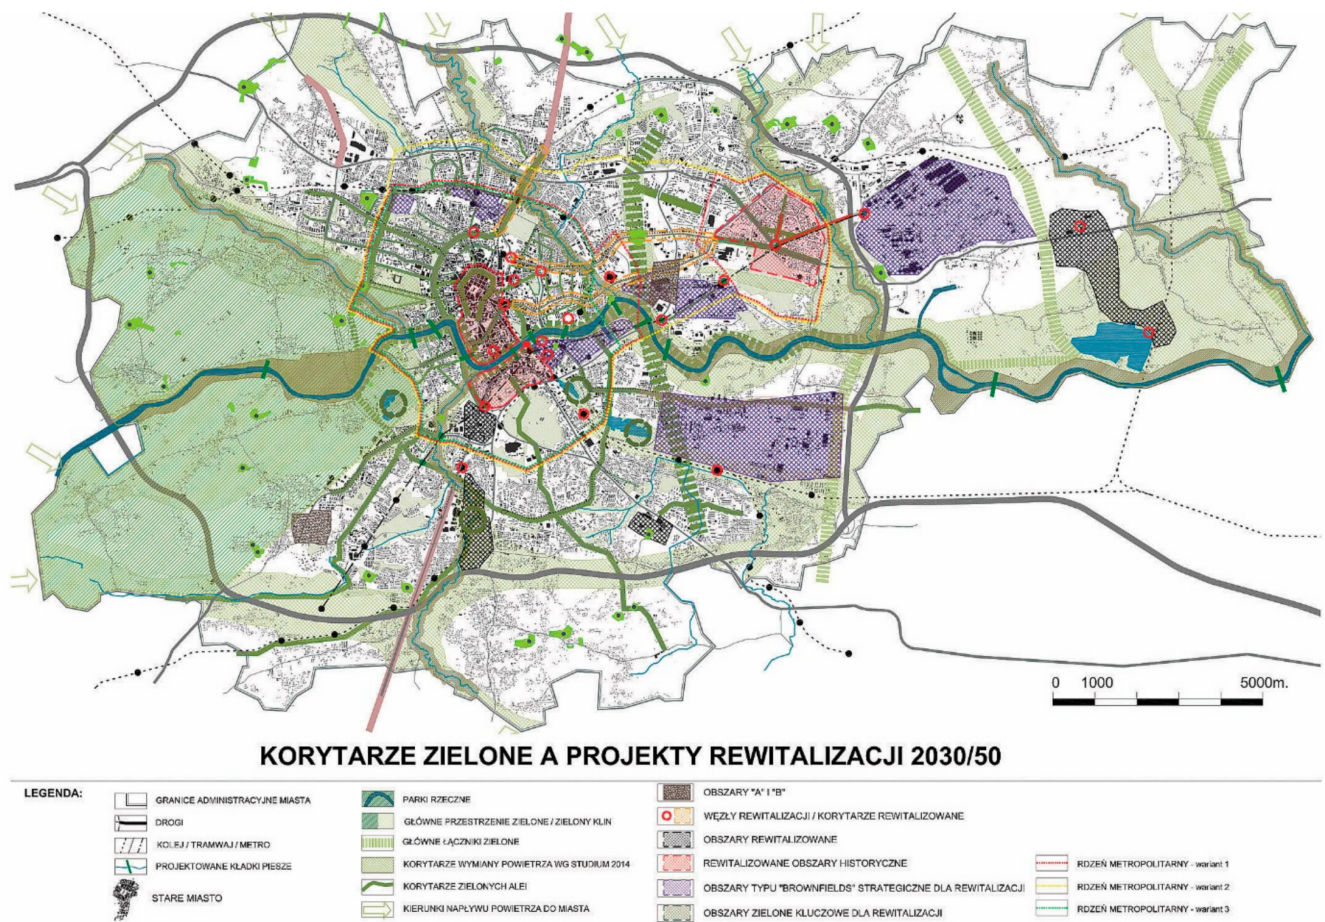 0 1000 5000m.
KORYTARZE ZIELONE A PROJEKTY REWITALIZACJI 2030/50
LEGENDA:
GRANICE ADMINISTRACYJNE MIASTA
DROGI
KOLEJ / TRAMWAJ / METRO
PROJEKTOWANE KŁADKI PIESZE
STARE MIASTO
PARKI RZECZNE
GŁÓWNE PRZESTRZENIE ZIELONE / ZIELONY KLIN
GŁÓWNE ŁĄCZNIKI ZIELONE
KORYTARZE WYMIANY POWIETRZA WG STUDIUM 2014
KORYTARZE ZIELONYCH ALEI
KIERUNKI NAPŁYWU POWIETRZA DO MIASTA
OBSZARY "A" I "B"
WĘZŁY REWITALIZACJI / KORYTARZE REWITALIZOWANE
OBSZARY REWITALIZOWANE
REWITALIZOWANE OBSZARY HISTORYCZNE
OBSZARY TYPU "BROWNFIELDS" STRATEGICZNE DLA REWITALIZACJI
OBSZARY ZIELONE KLUCZOWE DLA REWITALIZACJI
RDZEŃ METROPOLITARNY - wariant 1
RDZEŃ METROPOLITARNY - wariant 2
RDZEŃ METROPOLITARNY - wariant 3